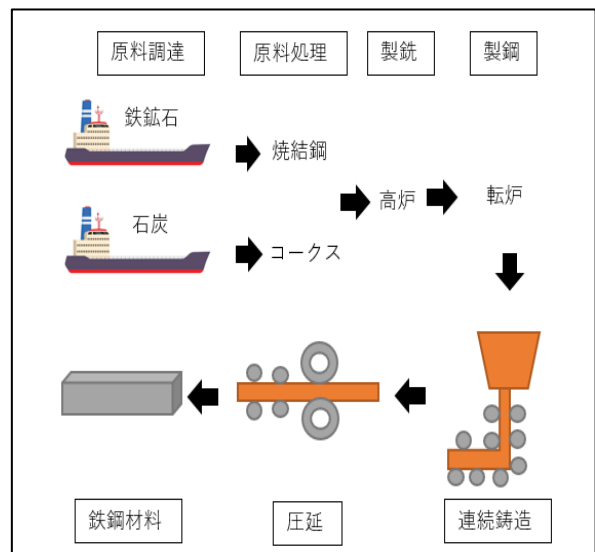 原料調達
原料処理
製銑
製鋼
鉄鉱石
焼結鋼
高炉
転炉
石炭
コークス
鉄鋼材料
圧延
連続鋳造